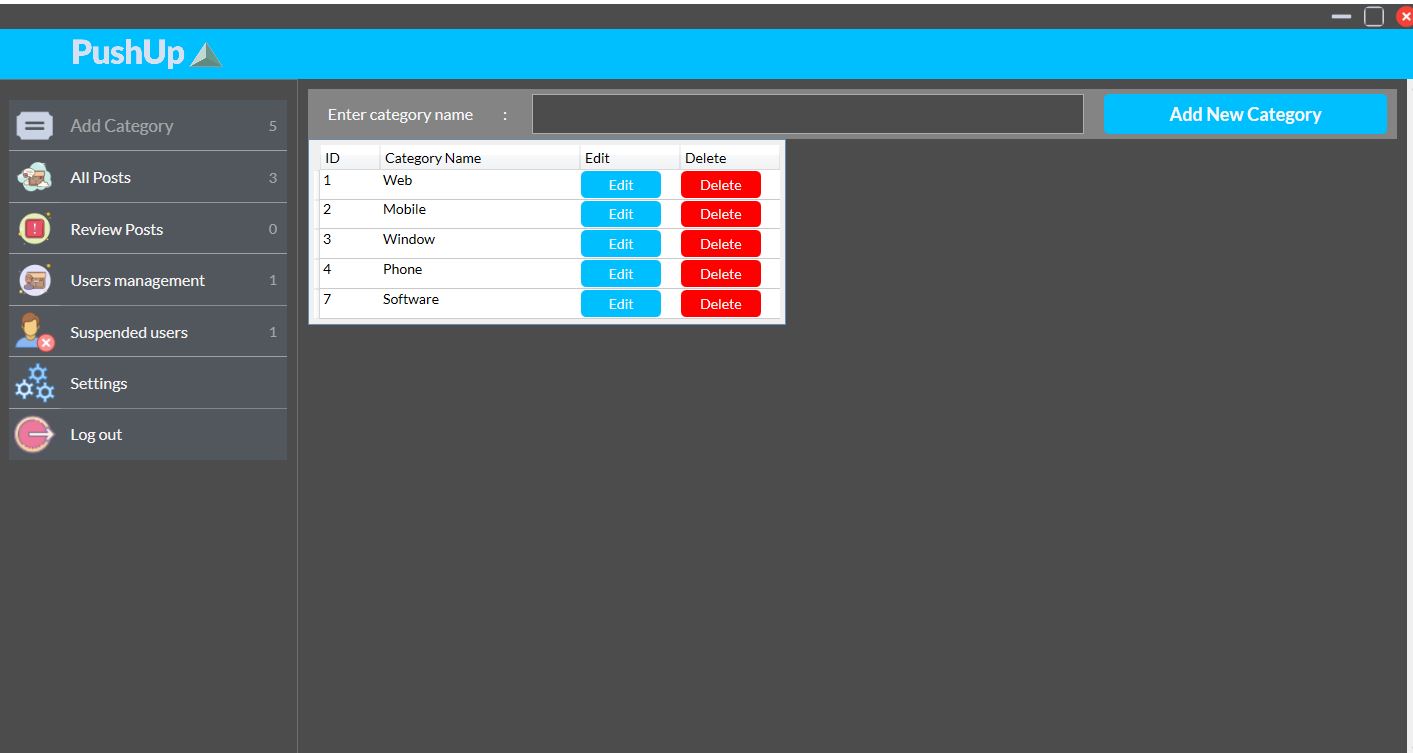 PushUp
Add Category 5
All Posts 3
Review Posts 0
Users management 1
Suspended users 1
Settings
Log out
Enter category name :
Add New Category
ID Category Name Edit Delete
1 Web Edit Delete
2 Mobile Edit Delete
3 Window Edit Delete
4 Phone Edit Delete
7 Software Edit Delete